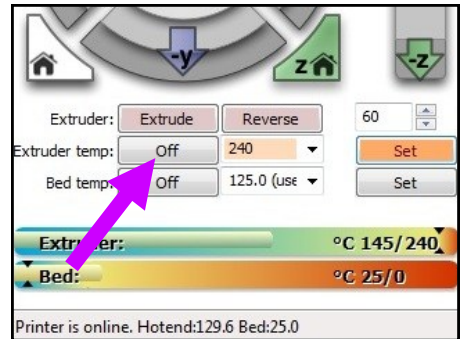 -y
z
-Z
Extruder: Extrude Reverse 60
Extruder temp: Off 240 Set
Bed temp: Off 125.0 (use Set
Extruder: °C 145/240
Bed: °C 25/0
Printer is online. Hotend:129.6 Bed:25.0